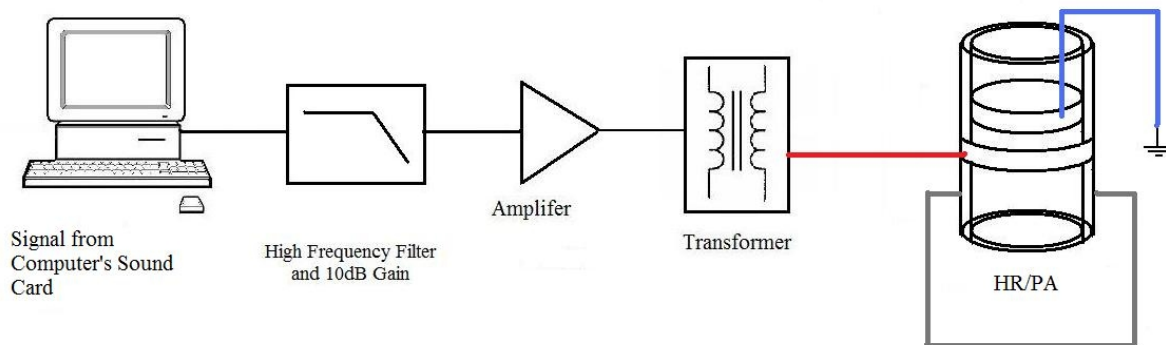 Signal from
Computer's Sound
Card
High Frequency Filter
and 10dB Gain
Amplifer
Transformer
HR/PA